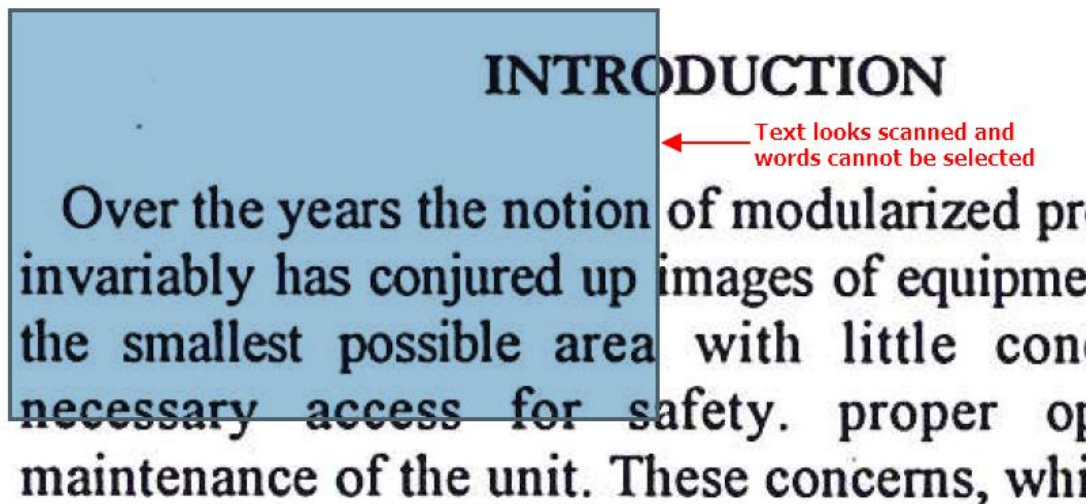 INTRODUCTION
Text looks scanned and
words cannot be selected
Over the years the notion of modularized pr
invariably has conjured up images of equipme
the smallest possible area with little con
necessary access for safety. proper op
maintenance of the unit. These concerns, whi